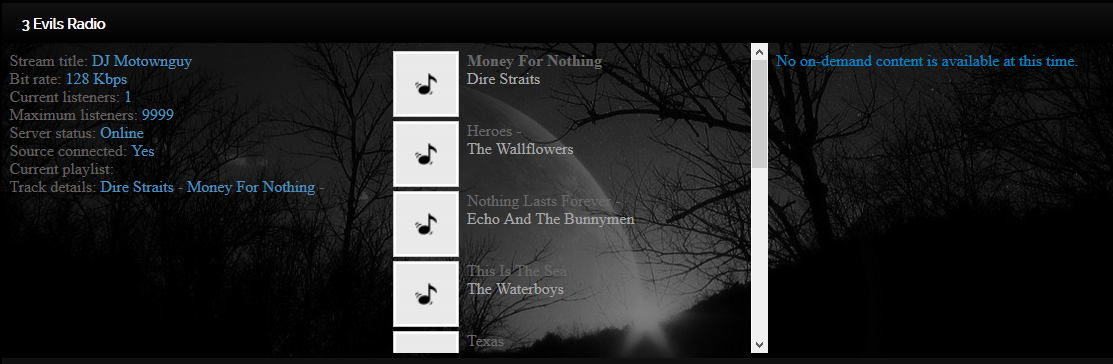 3 Evils Radio
Stream title: DJ Motownguy
Bit rate: 128 Kbps
Current listeners: 1
Maximum listeners: 9999
Server status: Online
Source connected: Yes
Current playlist:
Track details: Dire Straits - Money For Nothing -
Money For Nothing
Dire Straits
Heroes -
The Wallflowers
Nothing Lasts Forever -
Echo And The Bunnymen
This Is The Sea
The Waterboys
Texas
No on-demand content is available at this time.